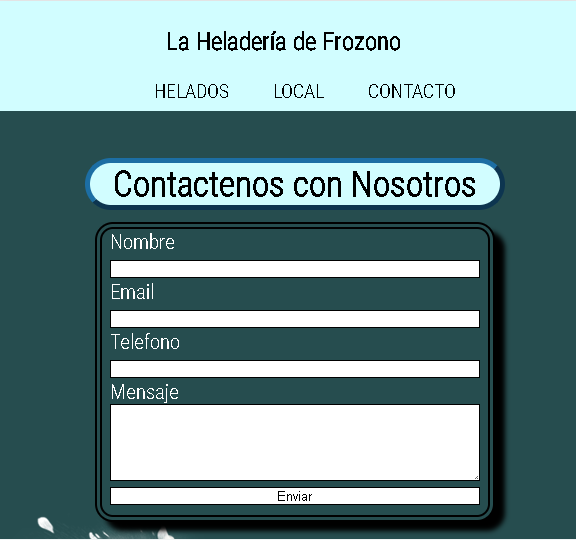 La Heladería de Frozono
HELADOS LOCAL CONTACTO
Contactenos con Nosotros
Nombre
Email
Telefono
Mensaje
Enviar